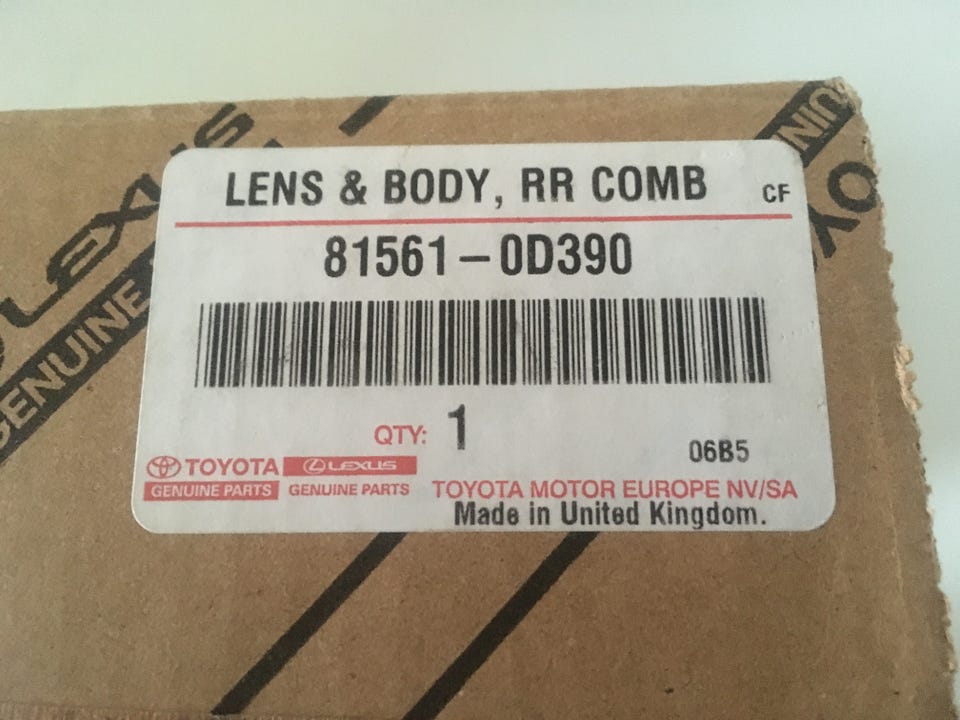 LEXUS
GENUINE
LENS & BODY, RR COMB CF
81561-0D390
QTY: 1
06B5
TOYOTA LEXUS
GENUINE PARTS GENUINE PARTS
TOYOTA MOTOR EUROPE NV/SA
Made in United Kingdom.